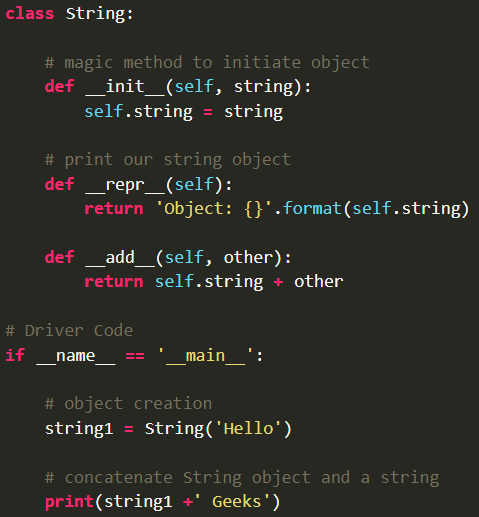 class String:
    # magic method to initiate object
    def __init__(self, string):
        self.string = string
    # print our string object
    def __repr__(self):
        return 'Object: {}'.format(self.string)
    def __add__(self, other):
        return self.string + other
# Driver Code
if __name__ == '__main__':
    # object creation
    string1 = String('Hello')
    # concatenate String object and a string
    print(string1 +' Geeks')